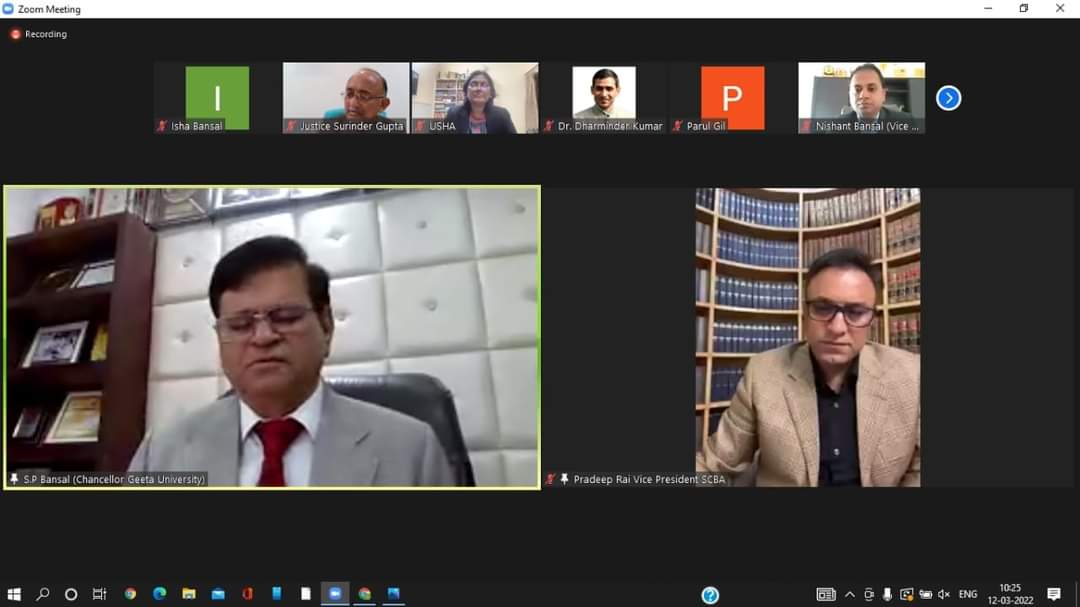 Zoom Meeting
Recording
I
P
Isha Bansal
Justice Surinder Gupta
USHA
Dr. Dharminder Kumar
Parul Gil
Nishant Bansal (Vice ...
S.P Bansal (Chancellor Geeta University)
Pradeep Rai Vice President SCBA
ENG
10:25
12-03-2022